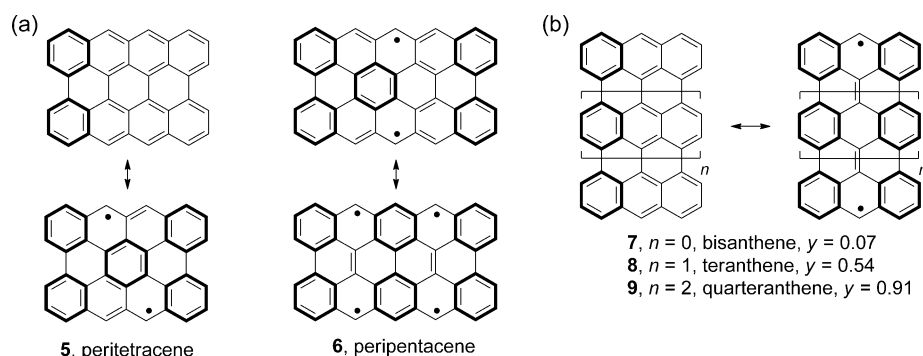 (a)
(b)
n
n
7, n = 0, bisanthene, y = 0.07
8, n = 1, teranthene, y = 0.54
9, n = 2, quarteranthene, y = 0.91
5, peritetracene
6, peripentacene